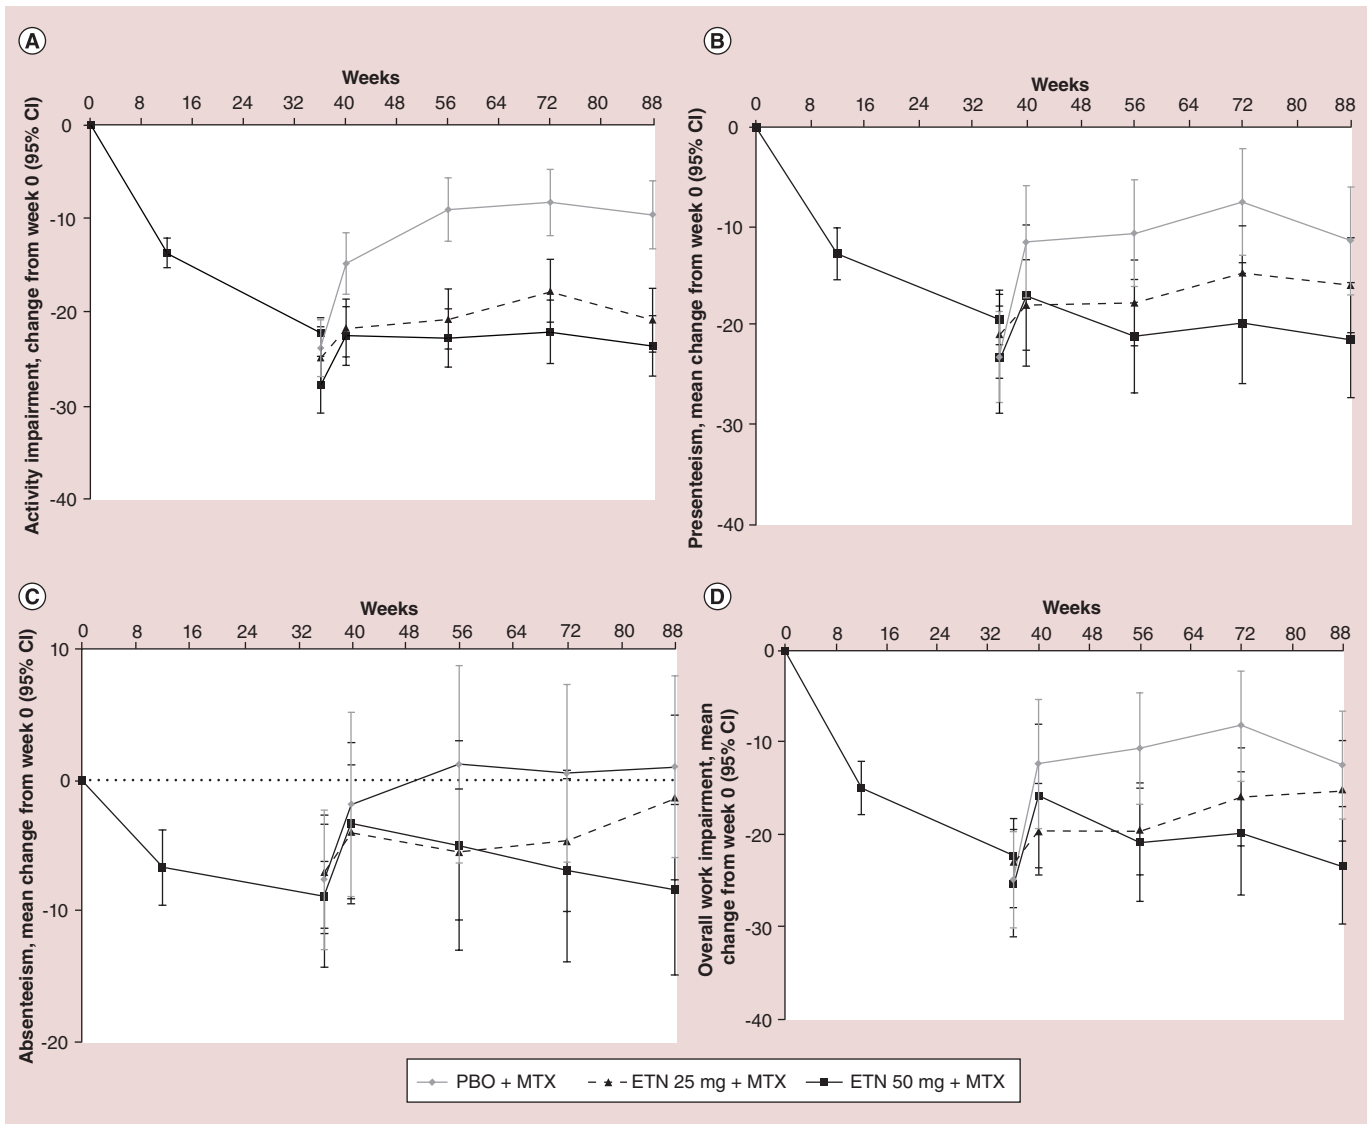 A
Weeks
0 8 16 24 32 40 48 56 64 72 80 88
0
-10
-20
-30
-40
Activity impairment, change from week 0 (95% CI)
B
Weeks
0 8 16 24 32 40 48 56 64 72 80 88
0
-10
-20
-30
-40
Presenteeism, mean change from week 0 (95% CI)
C
Weeks
0 8 16 24 32 40 48 56 64 72 80 88
10
0
-10
-20
Absenteeism, mean change from week 0 (95% CI)
D
Weeks
0 8 16 24 32 40 48 56 64 72 80 88
0
-10
-20
-30
-40
Overall work impairment, mean
change from week 0 (95% CI)
PBO + MTX ETN 25 mg + MTX ETN 50 mg + MTX